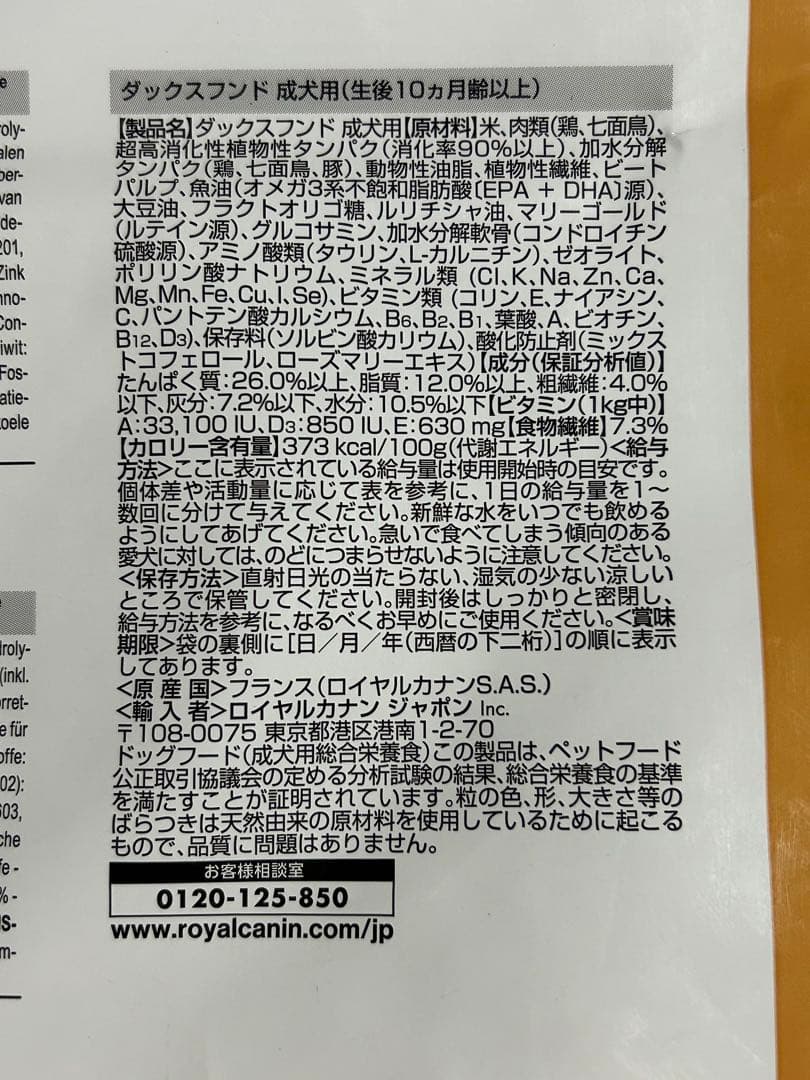 ダックスフンド 成犬用(生後10ヵ月齢以上)
【製品名】ダックスフンド 成犬用【原材料】米、肉類(鶏、七面鳥)、
超高消化性植物性タンパク(消化率90%以上)、加水分解
タンパク(鶏、七面鳥、豚)、動物性油脂、植物性繊維、ビート
パルプ、魚油(オメガ3系不飽和脂肪酸〔EPA + DHA〕源)、
大豆油、フラクトオリゴ糖、ルリチシャ油、マリーゴールド
(ルテイン源)、グルコサミン、加水分解軟骨(コンドロイチン
硫酸源)、アミノ酸類(タウリン、L-カルニチン)、ゼオライト、
ポリリン酸ナトリウム、ミネラル類 (Cl、K、Na、Zn、Ca、
Mg、Mn、Fe、Cu、I、Se)、ビタミン類 (コリン、E、ナイアシン、
C、パントテン酸カルシウム、B6、B2、B1、葉酸、A、ビオチン、
B12、D3)、保存料(ソルビン酸カリウム)、酸化防止剤(ミックス
トコフェロール、ローズマリーエキス)【成分(保証分析値)】
たんぱく質：26.0%以上、脂質：12.0%以上、粗繊維：4.0%
以下、灰分：7.2%以下、水分：10.5%以下【ビタミン(1kg中)】
A：33,100 IU、D3：850 IU、E：630 mg【食物繊維】7.3%
【カロリー含有量】373 kcal/100g(代謝エネルギー)<給与
方法>ここに表示されている給与量は使用開始時の目安です。
個体差や活動量に応じて表を参考に、1日の給与量を1～
数回に分けて与えてください。新鮮な水をいつでも飲める
ようにしてあげてください。急いで食べてしまう傾向のある
愛犬に対しては、のどにつまらせないように注意してください。
<保存方法>直射日光の当たらない、湿気の少ない涼しい
ところで保管してください。開封後はしっかりと密閉し、
給与方法を参考に、なるべくお早めにご使用ください。<賞味
期限>袋の裏側に[日／月／年(西暦の下二桁)]の順に表示
してあります。
<原 産 国>フランス(ロイヤルカナンS.A.S.)
<輸 入 者>ロイヤルカナン ジャポン Inc.
〒108-0075 東京都港区港南1-2-70
ドッグフード(成犬用総合栄養食)この製品は、ペットフード
公正取引協議会の定める分析試験の結果、総合栄養食の基準
を満たすことが証明されています。粒の色、形、大きさ等の
ばらつきは天然由来の原材料を使用しているために起こる
もので、品質に問題はありません。
お客様相談室
0120-125-850
www.royalcanin.com/jp